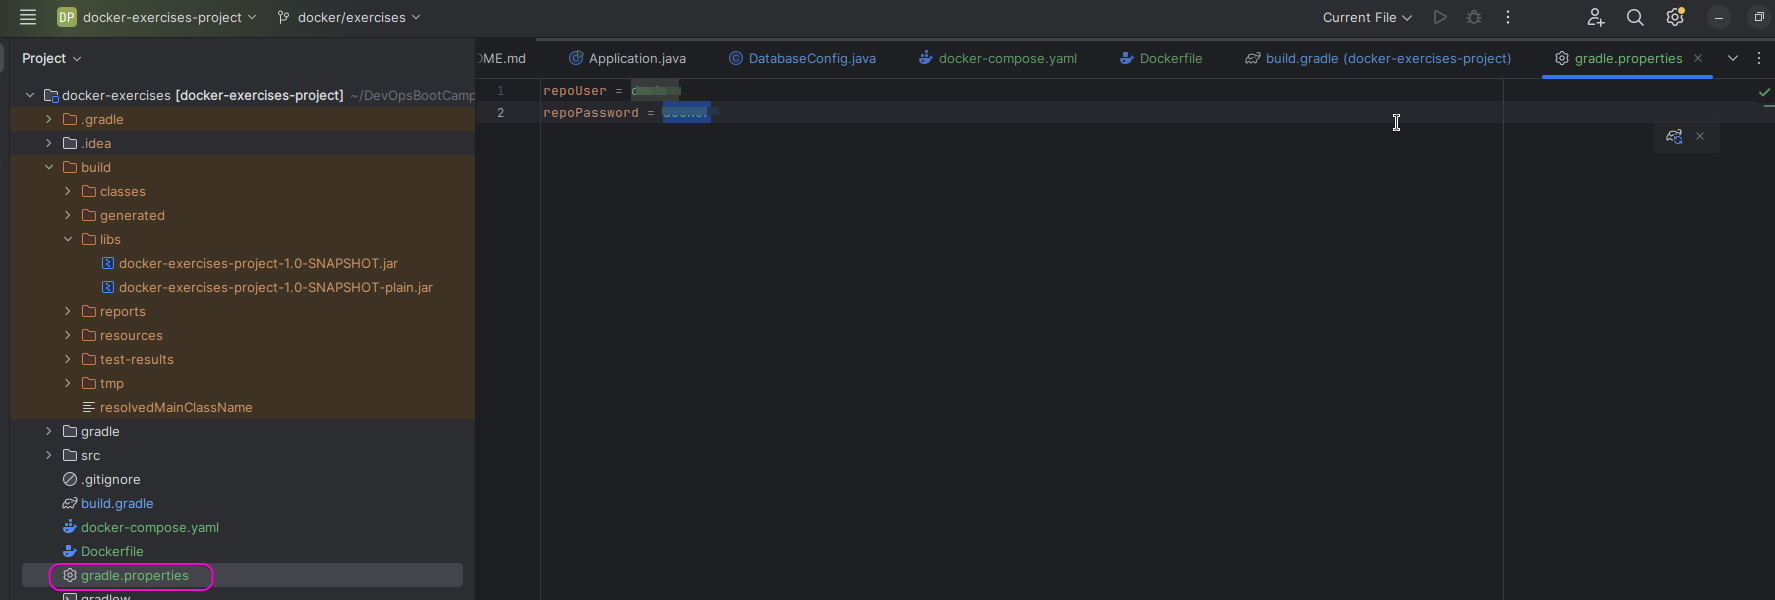 DP docker-exercises-project docker/exercises Current File
Project
ME.md Application.java DatabaseConfig.java docker-compose.yaml Dockerfile build.gradle (docker-exercises-project) gradle.properties
docker-exercises [docker-exercises-project] ~/DevOpsBootCamp
.gradle
.idea
build
classes
generated
libs
docker-exercises-project-1.0-SNAPSHOT.jar
docker-exercises-project-1.0-SNAPSHOT-plain.jar
reports
resources
test-results
tmp
resolvedMainClassName
gradle
src
.gitignore
build.gradle
docker-compose.yaml
Dockerfile
gradle.properties
gradlew
1 repoUser =
2 repoPassword =